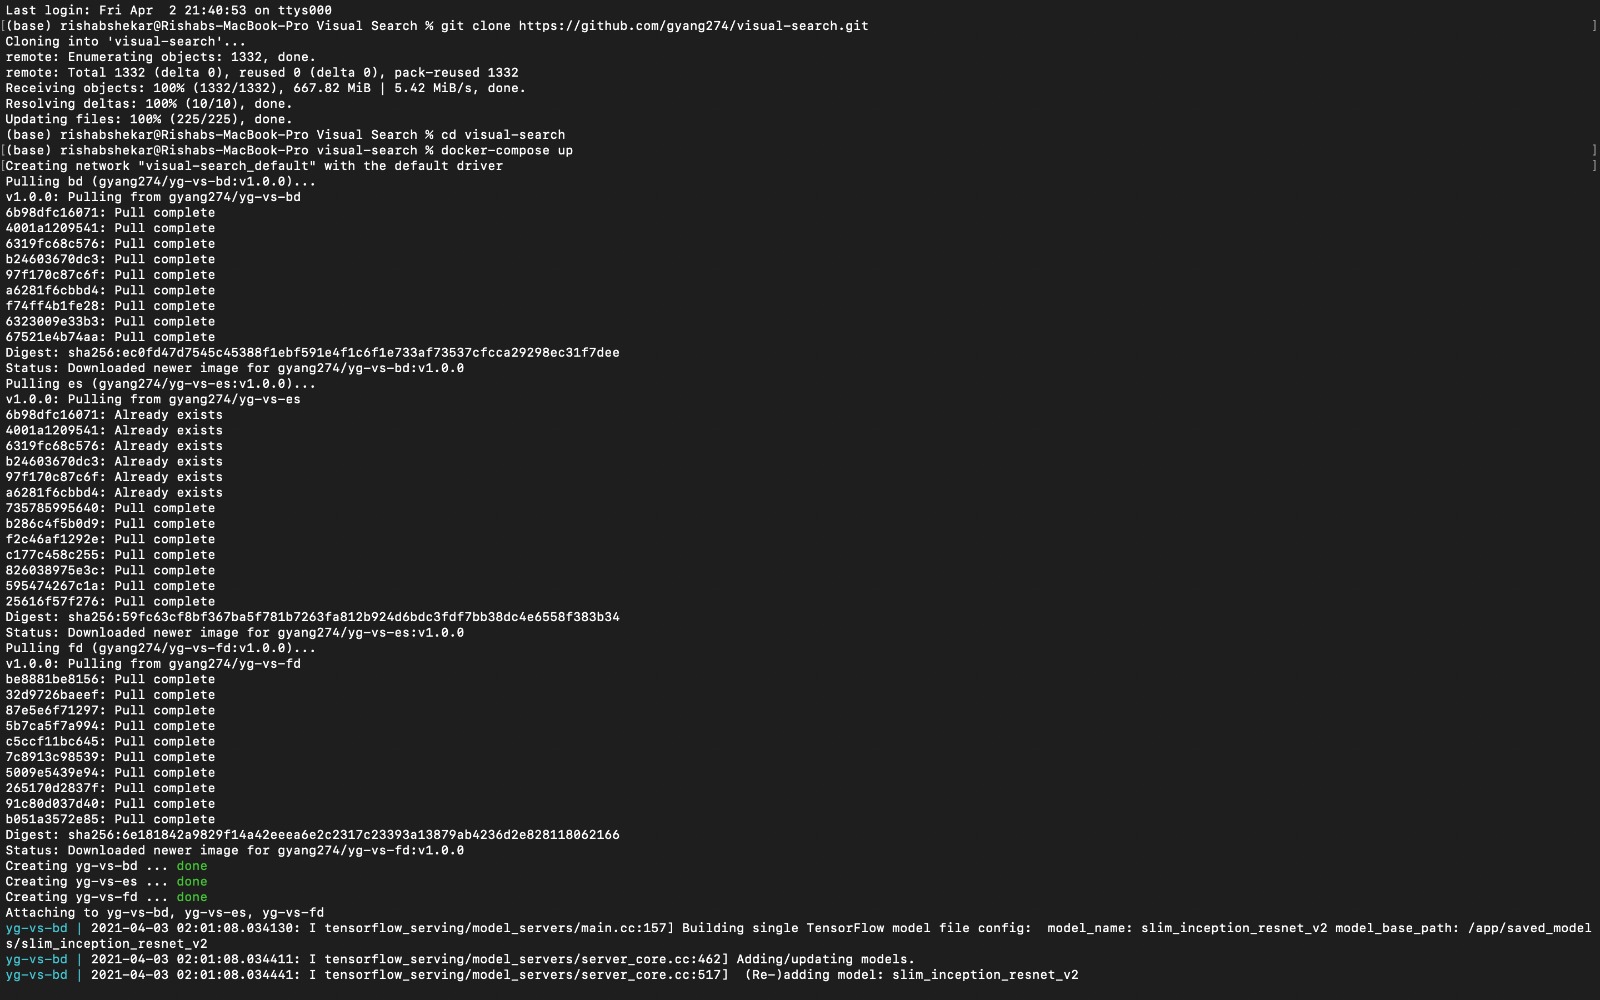 Last login: Fri Apr  2 21:40:53 on ttys000
[(base) rishabshekar@Rishabs-MacBook-Pro Visual Search % git clone https://github.com/gyang274/visual-search.git ]
Cloning into 'visual-search'...
remote: Enumerating objects: 1332, done.
remote: Total 1332 (delta 0), reused 0 (delta 0), pack-reused 1332
Receiving objects: 100% (1332/1332), 667.82 MiB | 5.42 MiB/s, done.
Resolving deltas: 100% (10/10), done.
Updating files: 100% (225/225), done.
(base) rishabshekar@Rishabs-MacBook-Pro Visual Search % cd visual-search
[(base) rishabshekar@Rishabs-MacBook-Pro visual-search % docker-compose up ]
[Creating network "visual-search_default" with the default driver ]
Pulling bd (gyang274/yg-vs-bd:v1.0.0)...
v1.0.0: Pulling from gyang274/yg-vs-bd
6b98dfc16071: Pull complete
4001a1209541: Pull complete
6319fc68c576: Pull complete
b24603670dc3: Pull complete
97f170c87c6f: Pull complete
a6281f6cbbd4: Pull complete
f74ff4b1fe28: Pull complete
6323009e33b3: Pull complete
67521e4b74aa: Pull complete
Digest: sha256:ec0fd47d7545c45388f1ebf591e4f1c6f1e733af73537cfcca29298ec31f7dee
Status: Downloaded newer image for gyang274/yg-vs-bd:v1.0.0
Pulling es (gyang274/yg-vs-es:v1.0.0)...
v1.0.0: Pulling from gyang274/yg-vs-es
6b98dfc16071: Already exists
4001a1209541: Already exists
6319fc68c576: Already exists
b24603670dc3: Already exists
97f170c87c6f: Already exists
a6281f6cbbd4: Already exists
735785995640: Pull complete
b286c4f5b0d9: Pull complete
f2c46af1292e: Pull complete
c177c458c255: Pull complete
826038975e3c: Pull complete
595474267c1a: Pull complete
25616f57f276: Pull complete
Digest: sha256:59fc63cf8bf367ba5f781b7263fa812b924d6bdc3fdf7bb38dc4e6558f383b34
Status: Downloaded newer image for gyang274/yg-vs-es:v1.0.0
Pulling fd (gyang274/yg-vs-fd:v1.0.0)...
v1.0.0: Pulling from gyang274/yg-vs-fd
be8881be8156: Pull complete
32d9726baeef: Pull complete
87e5e6f71297: Pull complete
5b7ca5f7a994: Pull complete
c5ccf11bc645: Pull complete
7c8913c98539: Pull complete
5009e5439e94: Pull complete
265170d2837f: Pull complete
91c80d037d40: Pull complete
b051a3572e85: Pull complete
Digest: sha256:6e181842a9829f14a42eeea6e2c2317c23393a13879ab4236d2e828118062166
Status: Downloaded newer image for gyang274/yg-vs-fd:v1.0.0
Creating yg-vs-bd ... done
Creating yg-vs-es ... done
Creating yg-vs-fd ... done
Attaching to yg-vs-bd, yg-vs-es, yg-vs-fd
yg-vs-bd | 2021-04-03 02:01:08.034130: I tensorflow_serving/model_servers/main.cc:157] Building single TensorFlow model file config:  model_name: slim_inception_resnet_v2 model_base_path: /app/saved_model
s/slim_inception_resnet_v2
yg-vs-bd | 2021-04-03 02:01:08.034411: I tensorflow_serving/model_servers/server_core.cc:462] Adding/updating models.
yg-vs-bd | 2021-04-03 02:01:08.034441: I tensorflow_serving/model_servers/server_core.cc:517]  (Re-)adding model: slim_inception_resnet_v2